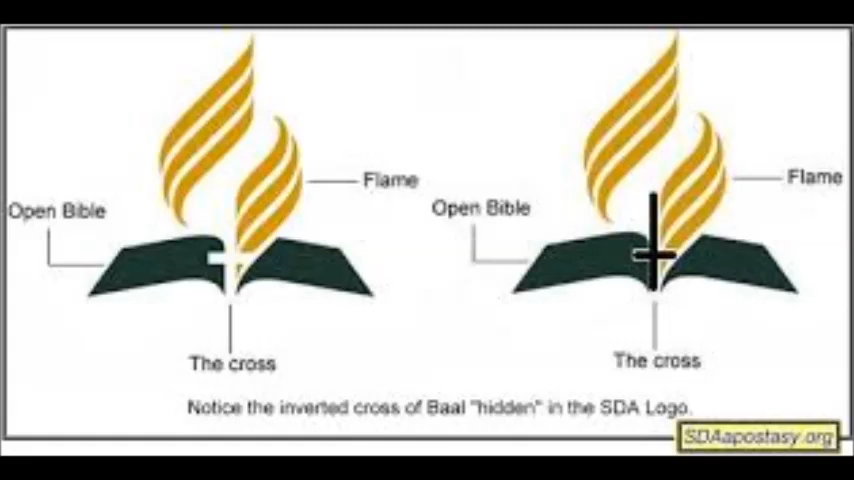 Flame
Open Bible
The cross
Flame
Open Bible
The cross
Notice the inverted cross of Baal "hidden" in the SDA Logo.
SDAapostasy.org